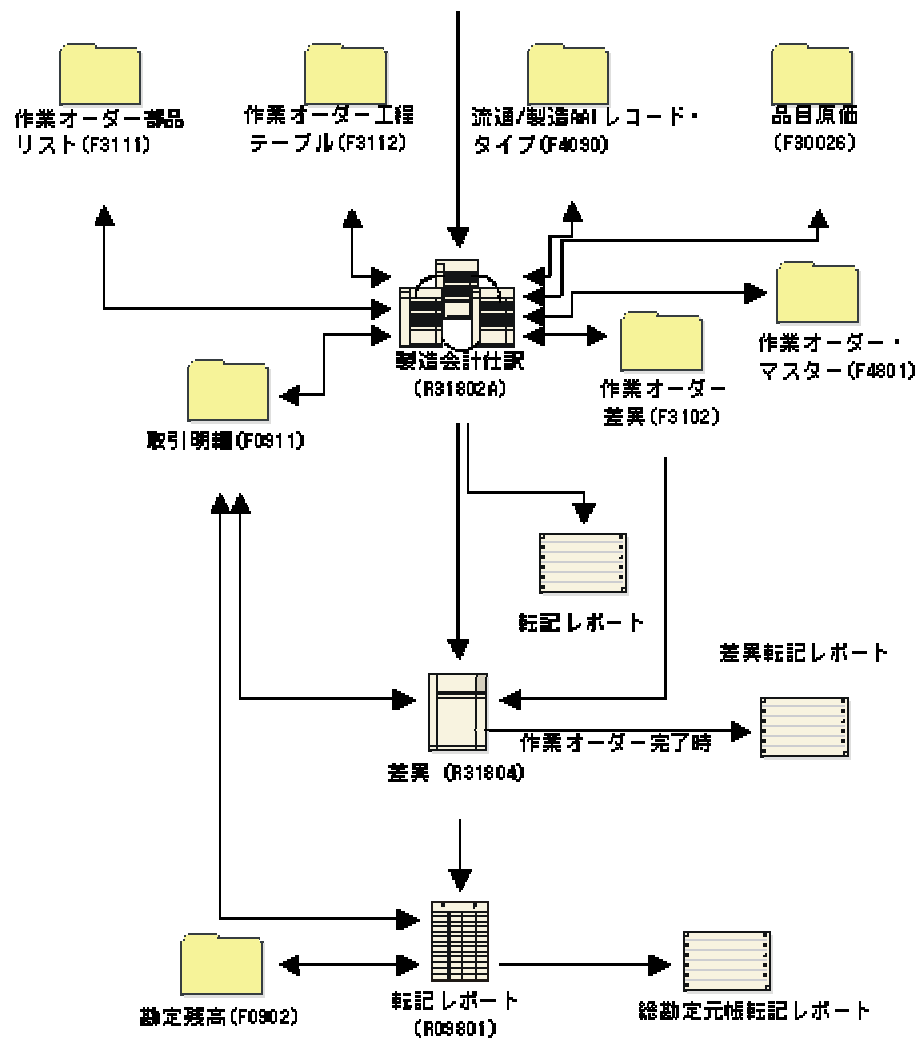 作業オーダー部品
リスト(F3111)
作業オーダー工程
テーブル(F3112)
流通/製造AAIレコード・
タイプ(F4090)
品目原価
(F30026)
製造会計仕訳
(R31802A)
作業オーダー・
マスター(F4801)
作業オーダー
差異(F3102)
取引明細(F0911)
転記レポート
差異転記レポート
作業オーダー完了時
差異 (R31804)
勘定残高(F0902)
転記レポート
(R09801)
総勘定元帳転記レポート